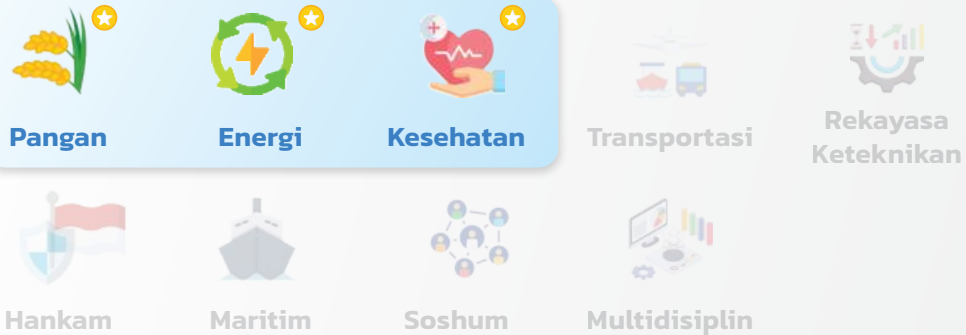 Pangan
Energi
Kesehatan
Transportasi
Rekayasa
Keteknikan
Hankam
Maritim
Soshum
Multidisiplin